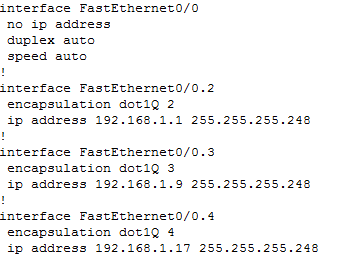 interface FastEthernet0/0
 no ip address
 duplex auto
 speed auto
!
interface FastEthernet0/0.2
 encapsulation dot1Q 2
 ip address 192.168.1.1 255.255.255.248
!
interface FastEthernet0/0.3
 encapsulation dot1Q 3
 ip address 192.168.1.9 255.255.255.248
!
interface FastEthernet0/0.4
 encapsulation dot1Q 4
 ip address 192.168.1.17 255.255.255.248